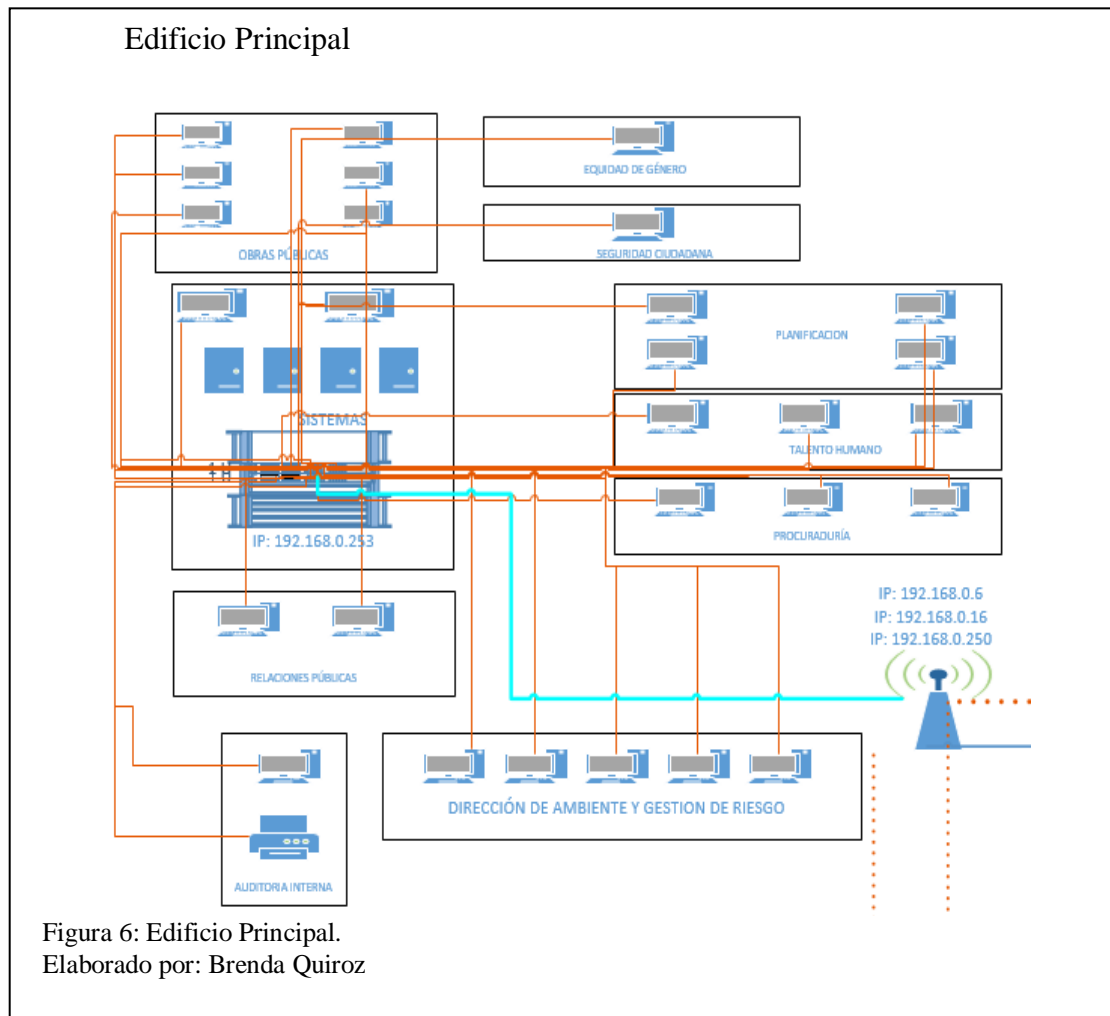 Edificio Principal
EQUIDAD DE GÉNERO
OBRAS PÚBLICAS
SEGURIDAD CIUDADANA
PLANIFICACION
SISTEMAS
TALENTO HUMANO
IP: 192.168.0.253
PROCURADURÍA
IP: 192.168.0.6
IP: 192.168.0.16
IP: 192.168.0.250
RELACIONES PÚBLICAS
DIRECCIÓN DE AMBIENTE Y GESTION DE RIESGO
AUDITORIA INTERNA
Figura 6: Edificio Principal.
Elaborado por: Brenda Quiroz